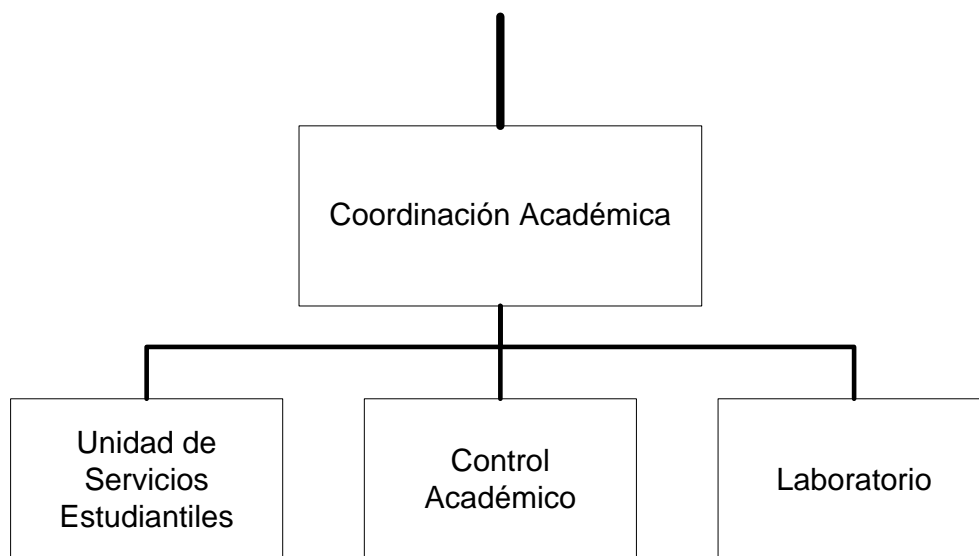 Coordinación Académica
Unidad de
Servicios
Estudiantiles
Control
Académico
Laboratorio